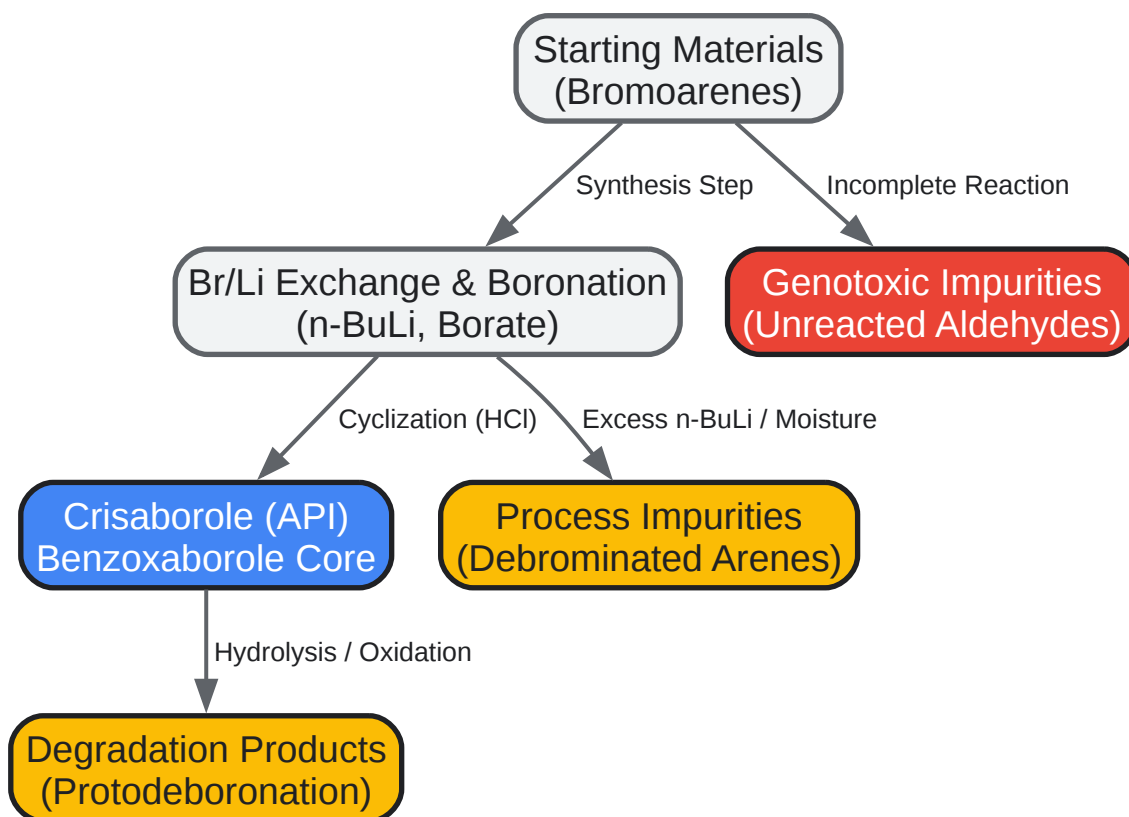 Starting Materials
(Bromoarenes)
Synthesis Step
Incomplete Reaction
Br/Li Exchange & Boronation
(n-BuLi, Borate)
Genotoxic Impurities
(Unreacted Aldehydes)
Cyclization (HCl)
Excess n-BuLi / Moisture
Crisaborole (API)
Benzoxaborole Core
Process Impurities
(Debrominated Arenes)
Hydrolysis / Oxidation
Degradation Products
(Protodeboronation)